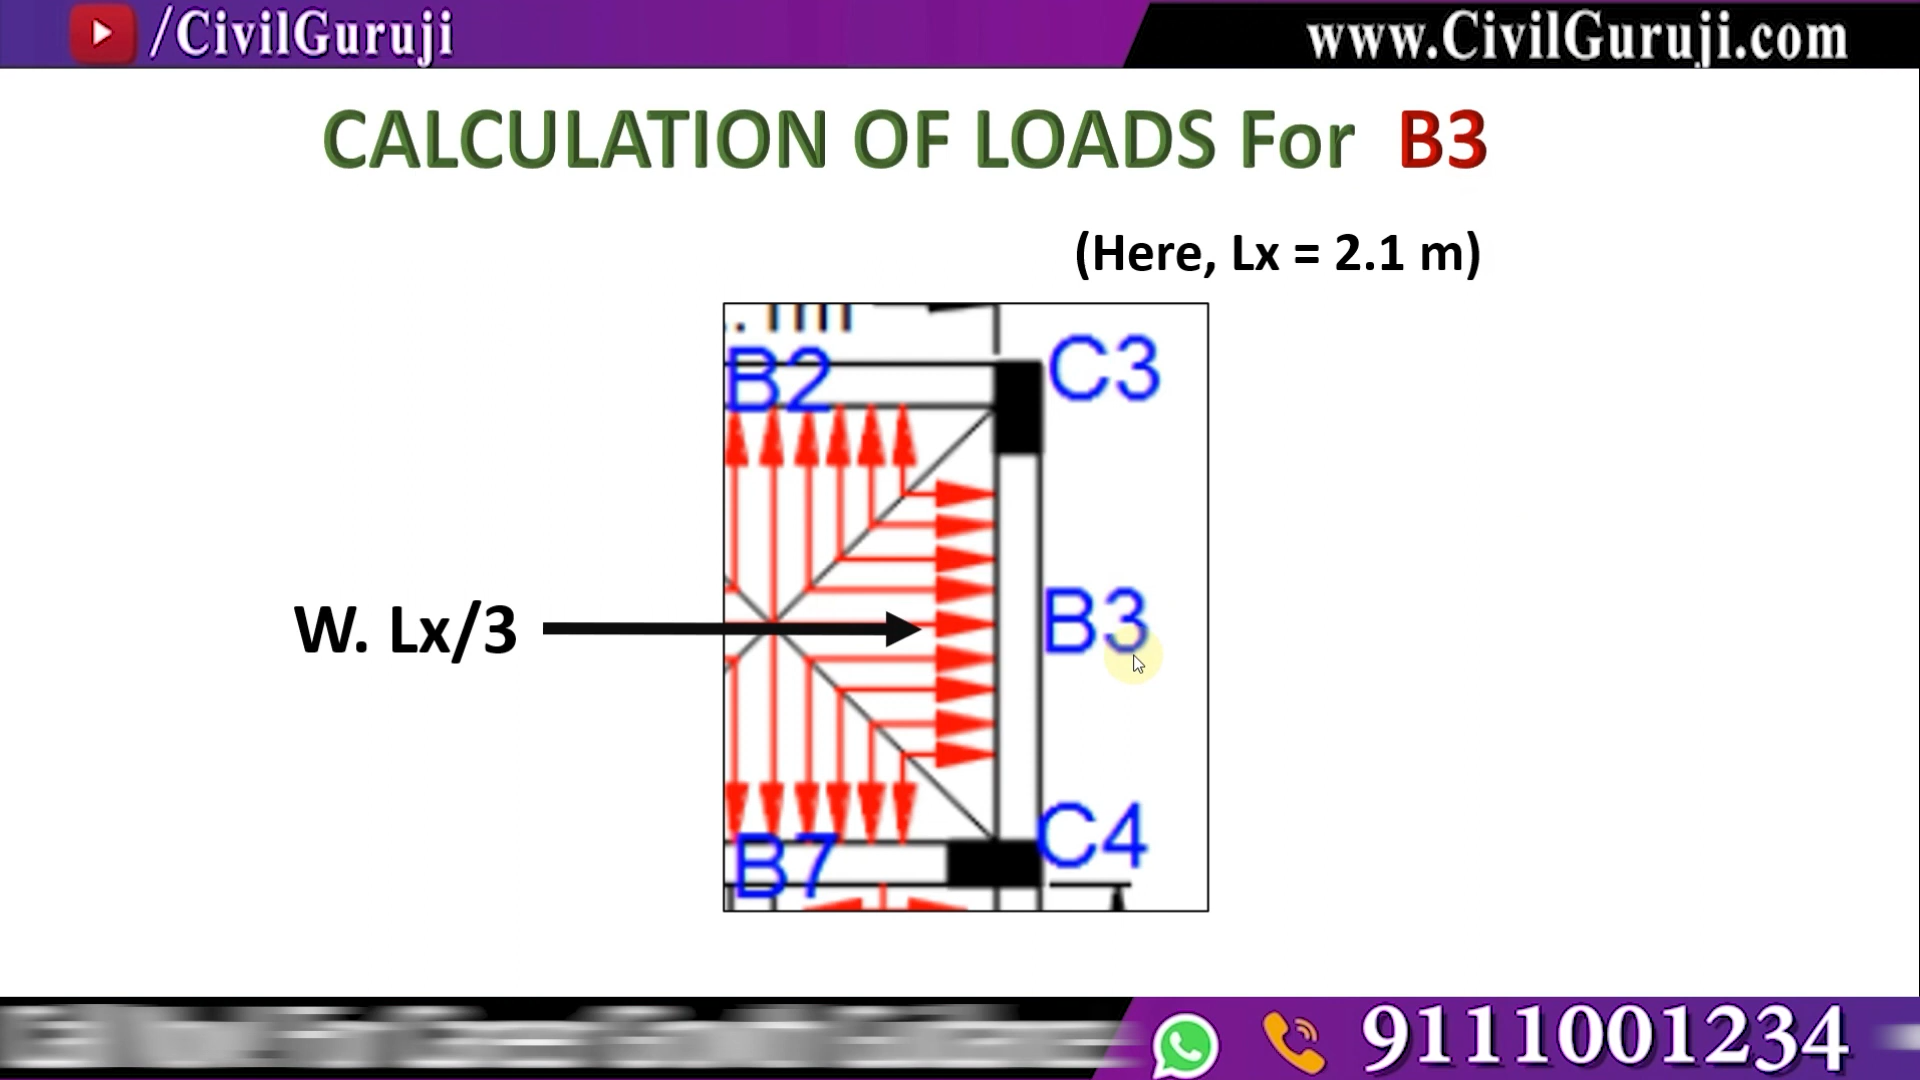 /CivilGuruji
www.CivilGuruji.com
CALCULATION OF LOADS For B3
(Here, Lx = 2.1 m)
B2
C3
W. Lx/3
B3
C4
B7
9111001234